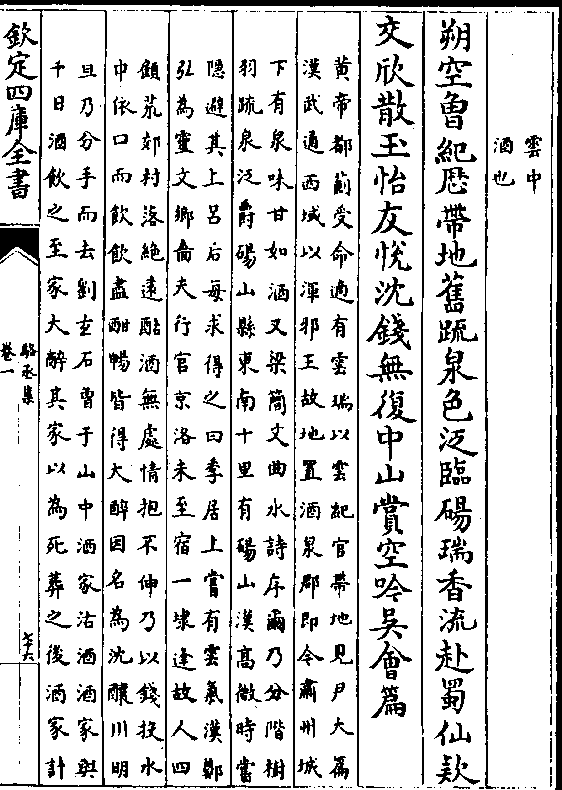 雲中
酒也
朔空魯紀厯帶地舊䟽泉色泛臨碭瑞香流赴蜀仙欵
交欣散玉怡友悅沈錢無復中山賞空吟吳會篇
黄帝都薊受命適有雲瑞以雲紀官帶地見尹大篇
漢武通西域以渾邪王故地置酒泉郡即今肅州城
下有泉味甘如酒又梁簡文曲水詩序爾乃分階樹
羽疏泉泛爵碭山縣東南十里有碭山漢高微時嘗
隠避其上呂后每求得之曰季居上嘗有雲氣漢鄭
弘為靈文鄉嗇夫行官京洛未至宿一埭逢故人四
顧荒郊村落絶遠酤酒無處情抱不伸乃以錢投水
中依口而飲飲盡酣暢皆得大醉因名為沈釀川明
旦乃分手而去劉玄石曽于山中酒家沽酒酒家與
千日酒飲之至家大醉其家以為死葬之後酒家計
欽定四庫全書
駱丞集
卷一
七十六